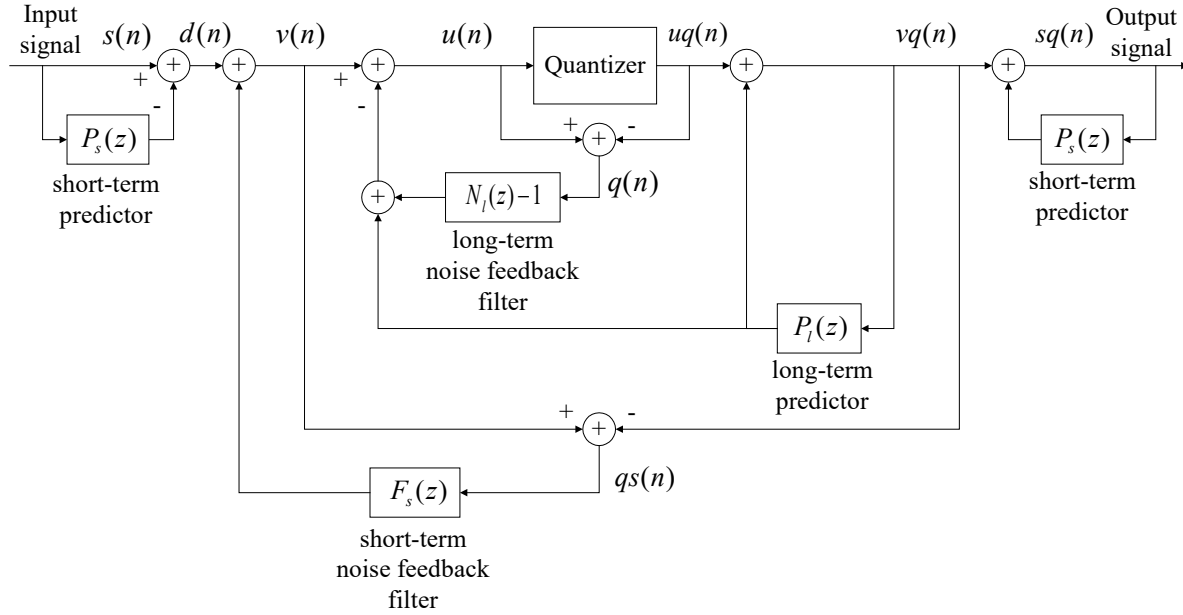 Input
signal
s(n)
d(n)
v(n)
u(n)
uq(n)
vq(n)
sq(n)
Output
signal
Quantizer
+
+
+
+
+
+
+
-
-
P_s(z)
short-term
predictor
+
+
-
P_s(z)
short-term
predictor
+
N_l(z)-1
q(n)
long-term
noise feedback
filter
P_l(z)
long-term
predictor
+
+
-
F_s(z)
qs(n)
short-term
noise feedback
filter